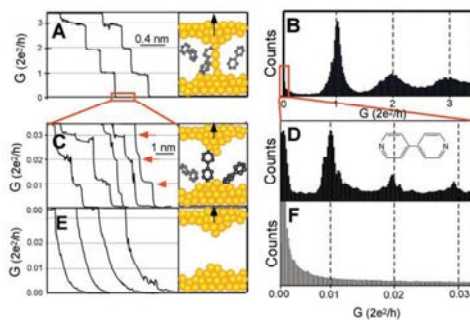 A
G (2e²/h)
3
2
1
0
0.4 nm
B
Counts
0
1
2
3
G (2e²/h)
C
G (2e²/h)
0.03
0.02
0.01
0.00
1 nm
D
Counts
N
N
E
G (2e²/h)
0.02
0.01
0.00
F
Counts
0.00
0.01
0.02
0.03
G (2e²/h)